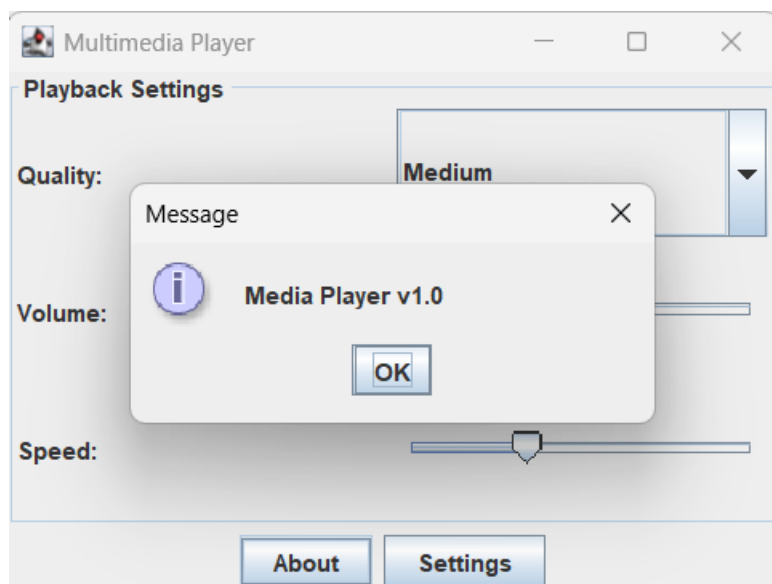 Multimedia Player
Playback Settings
Quality:
Medium
Message
i
Media Player v1.0
OK
Volume:
Speed:
About
Settings